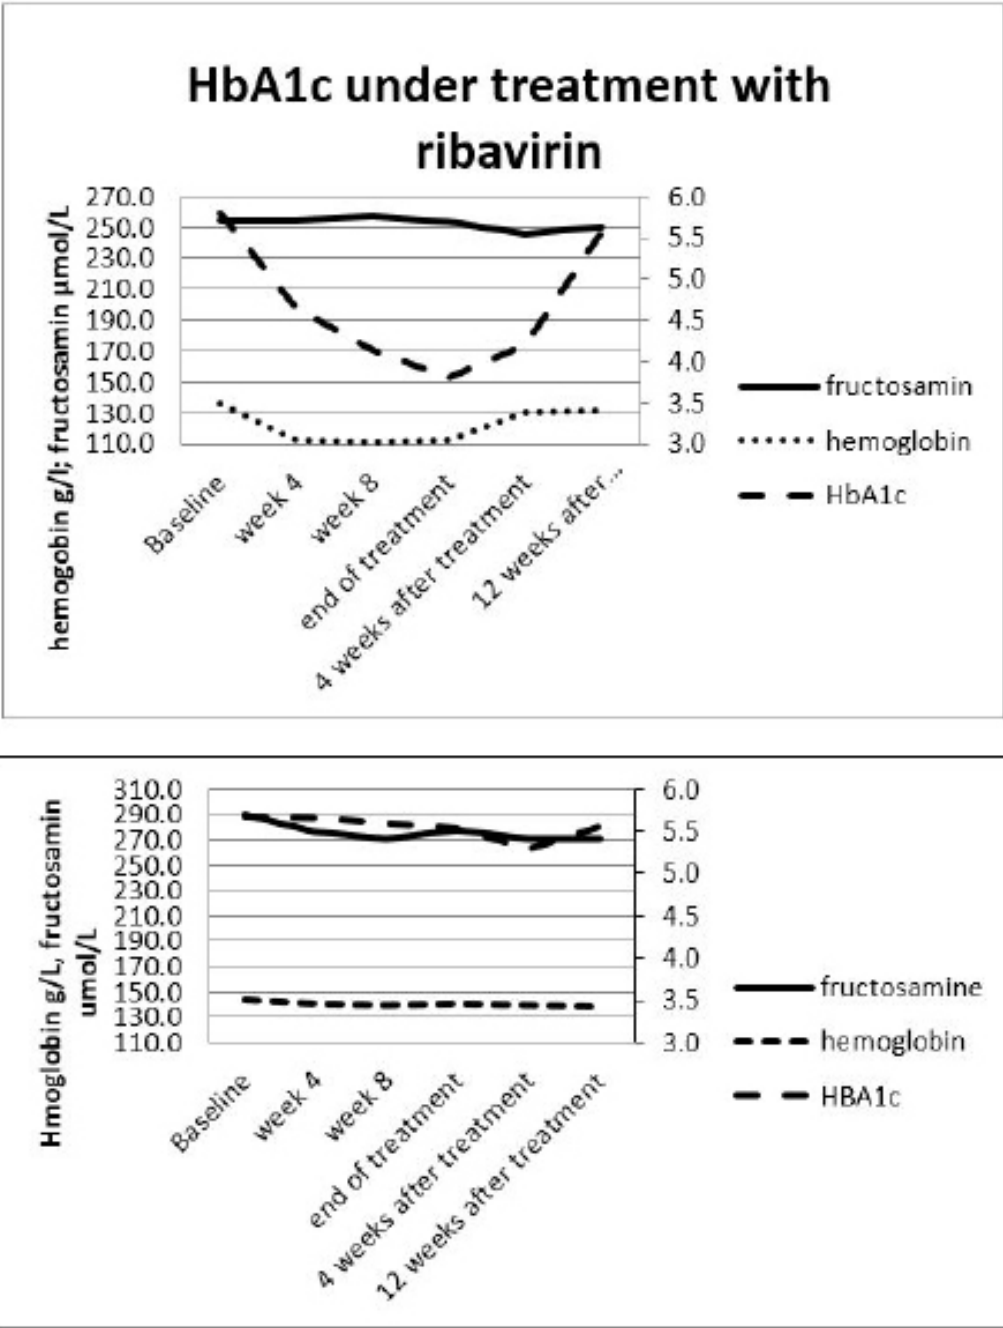 HbA1c under treatment with
ribavirin
hemogobin g/l; fructosamin µmol/L
270.0
250.0
230.0
210.0
190.0
170.0
150.0
130.0
110.0
6.0
5.5
5.0
4.5
4.0
3.5
3.0
Baseline
week 4
week 8
end of treatment
4 weeks after treatment
12 weeks after...
fructosamin
hemoglobin
HbA1c
Hmoglobin g/L, fructosamin
umol/L
310.0
290.0
270.0
250.0
230.0
210.0
190.0
170.0
150.0
130.0
110.0
6.0
5.5
5.0
4.5
4.0
3.5
3.0
Baseline
week 4
week 8
end of treatment
4 weeks after treatment
12 weeks after treatment
fructosamine
hemoglobin
HBA1c